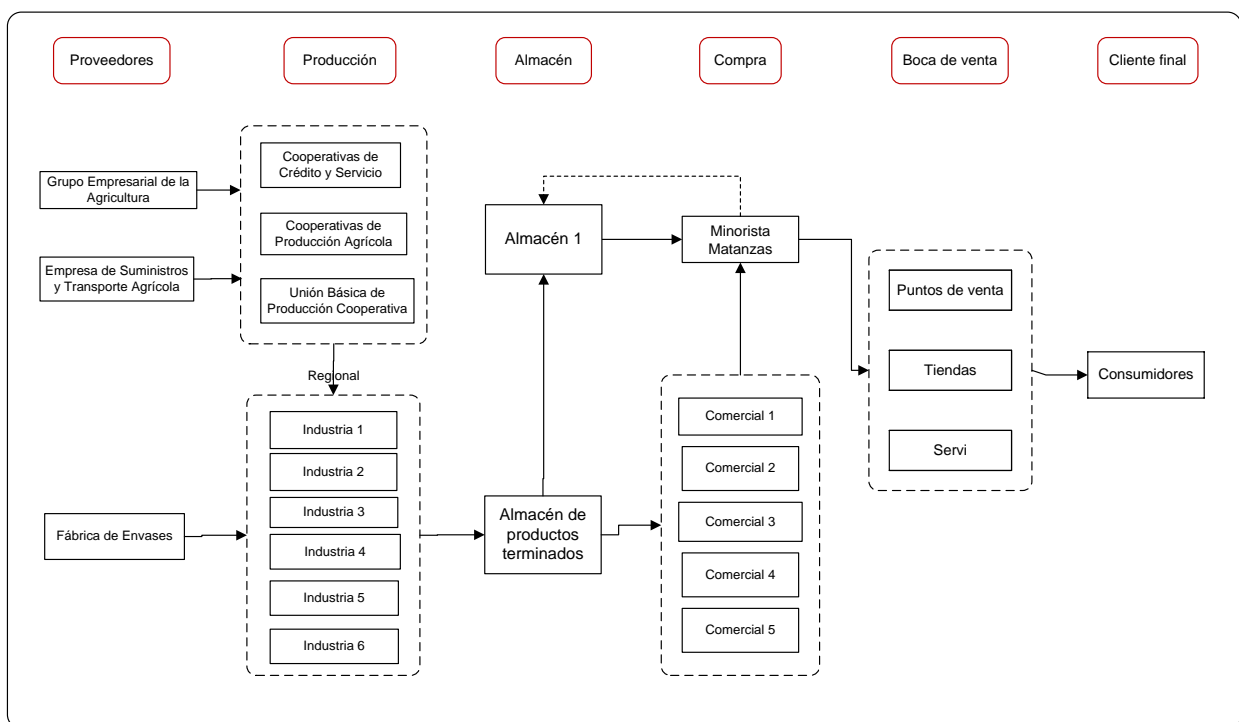 Proveedores
Producción
Almacén
Compra
Boca de venta
Cliente final
Grupo Empresarial de la
Agricultura
Empresa de Suministros
y Transporte Agrícola
Fábrica de Envases
Cooperativas de
Crédito y Servicio
Cooperativas de
Producción Agrícola
Unión Básica de
Producción Cooperativa
Regional
Industria 1
Industria 2
Industria 3
Industria 4
Industria 5
Industria 6
Almacén 1
Almacén de
productos
terminados
Minorista
Matanzas
Comercial 1
Comercial 2
Comercial 3
Comercial 4
Comercial 5
Puntos de venta
Tiendas
Servi
Consumidores